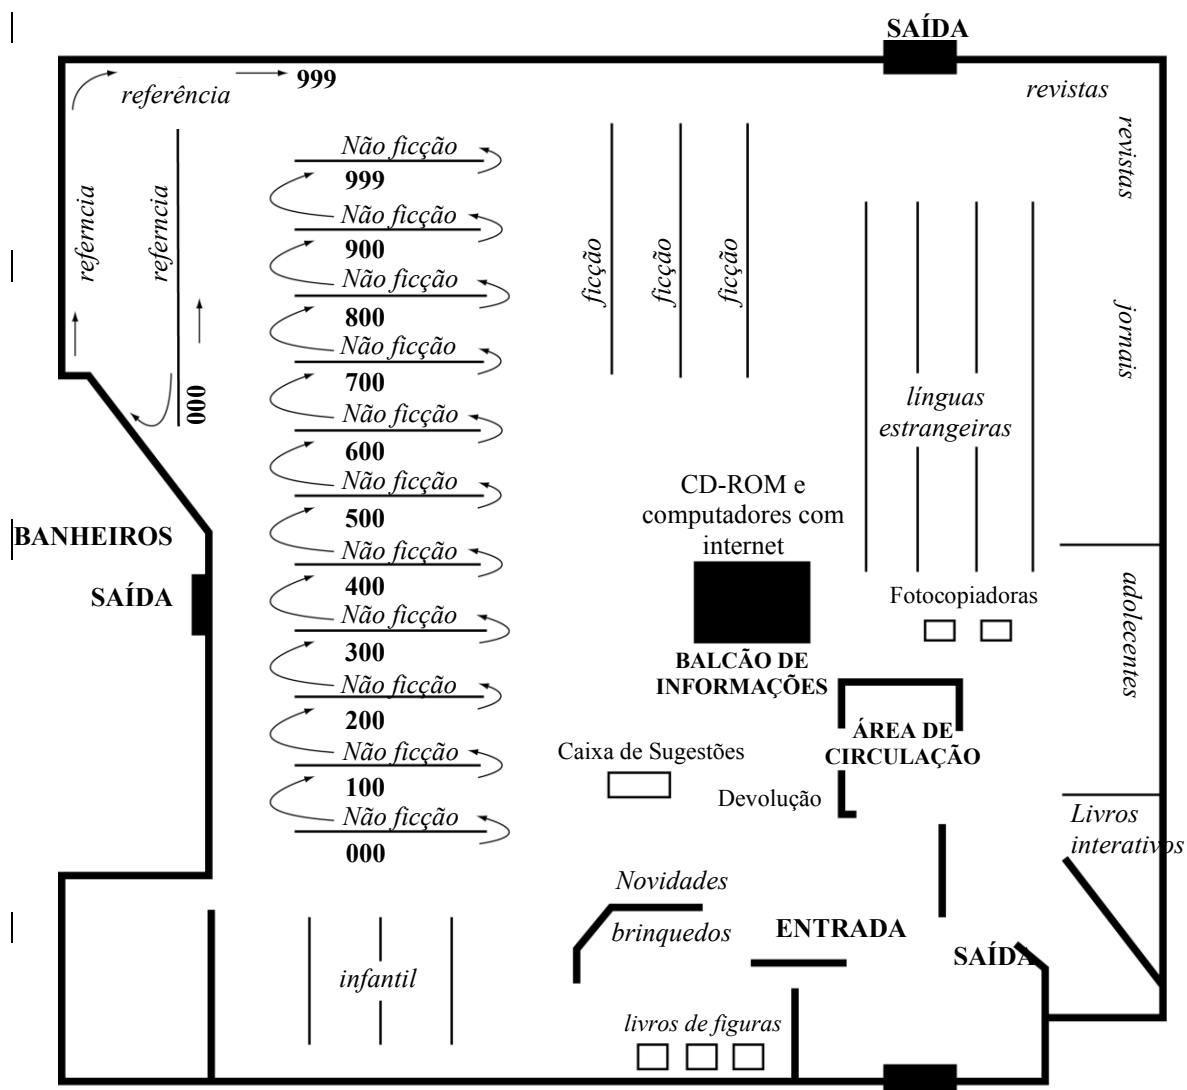 SAÍDA
revistas
revistas
jornais
referência
999
referncia
referncia
000
Não ficção
999
Não ficção
900
Não ficção
800
Não ficção
700
Não ficção
600
Não ficção
500
Não ficção
400
Não ficção
300
Não ficção
200
Não ficção
100
Não ficção
000
ficção
ficção
ficção
línguas
estrangeiras
CD-ROM e
computadores com
internet
BALCÃO DE
INFORMAÇÕES
Fotocopiadoras
adolecentes
BANHEIROS
SAÍDA
ÁREA DE
CIRCULAÇÃO
Caixa de Sugestões
Devolução
Livros
interativos
Novidades
brinquedos
ENTRADA
SAÍDA
infantil
livros de figuras